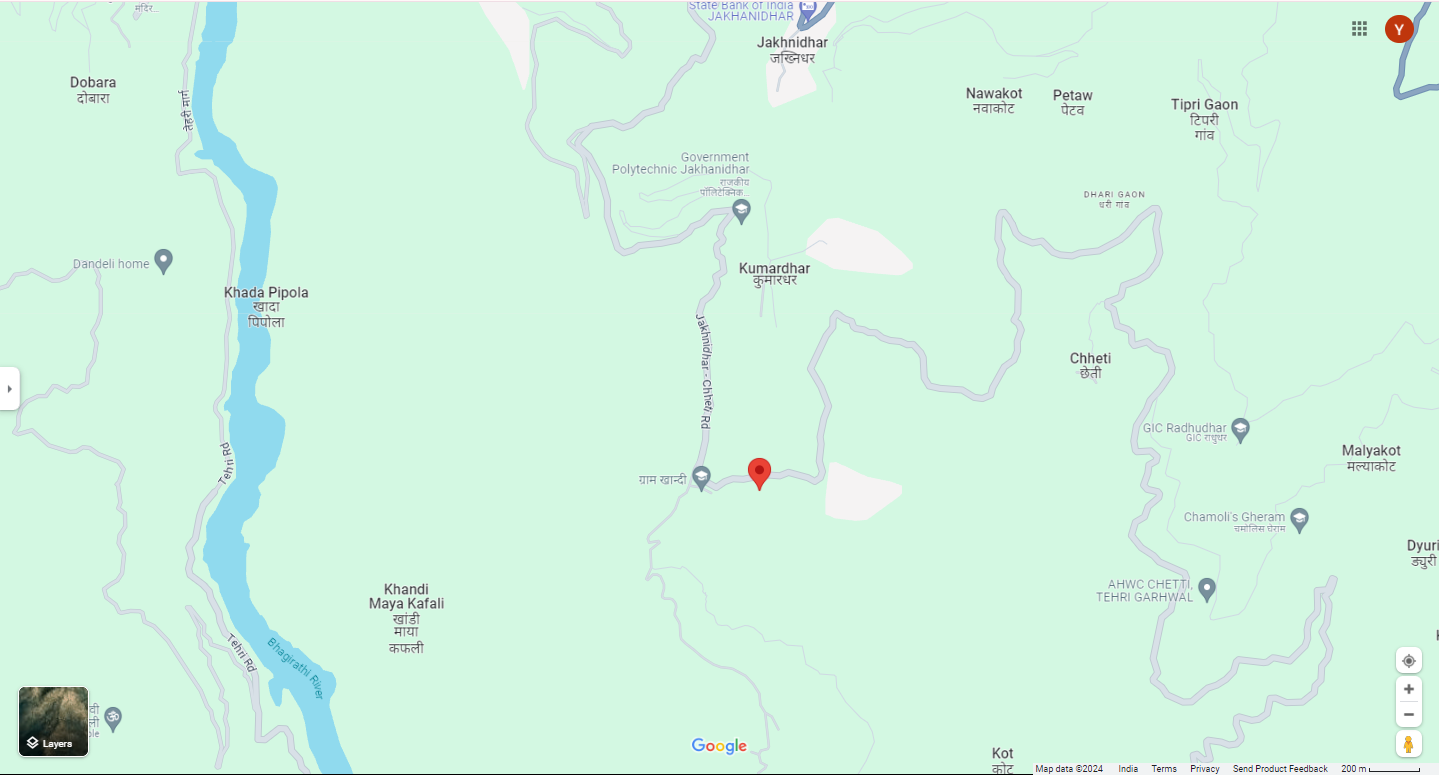 State Bank of India
JAKHANIDHAR
मंदिर...
Jakhnidhar
जख्निधर
Y
Dobara
दोबारा
तेहरी मार्ग
Nawakot
नवाकोट
Petaw
पेटव
Tipri Gaon
टिपरी
गांव
Government
Polytechnic Jakhanidhar
राजकीय
पॉलिटेक्निक...
DHARI GAON
धरी गांव
Dandeli home
Kumardhar
कुमारधर
Khada Pipola
खादा
पिपोला
Jakhnidhar - Chheti Rd
Chheti
छेती
GIC Radhudhar
GIC राधुधर
Malyakot
मल्याकोट
Tehri Rd
ग्राम खान्दी
Chamoli's Gheram
चमोलिस घेराम
Dyuri
ड्युरी
Khandi
Maya Kafali
खांडी
माया
कफली
AHWC CHETTI,
TEHRI GARHWAL
Tehri Rd
Bhagirathi River
Layers
Google
Kot
कोट
Map data ©2024 India Terms Privacy Send Product Feedback 200 m